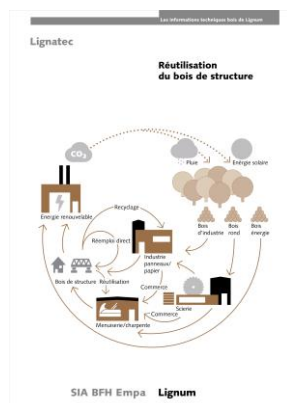 Les informations techniques bois de Lignum
Lignatec
Réutilisation
du bois de structure
CO₂
Pluie
Energie solaire
Energie renouvelable
Recyclage
Bois
d'industrie
Bois
rond
Bois
énergie
Réemploi direct
Industrie
panneaux/
papier
Bois de structure
Réutilisation
Commerce
Scierie
Commerce
Menuiserie/charpente
SIA BFH Empa Lignum